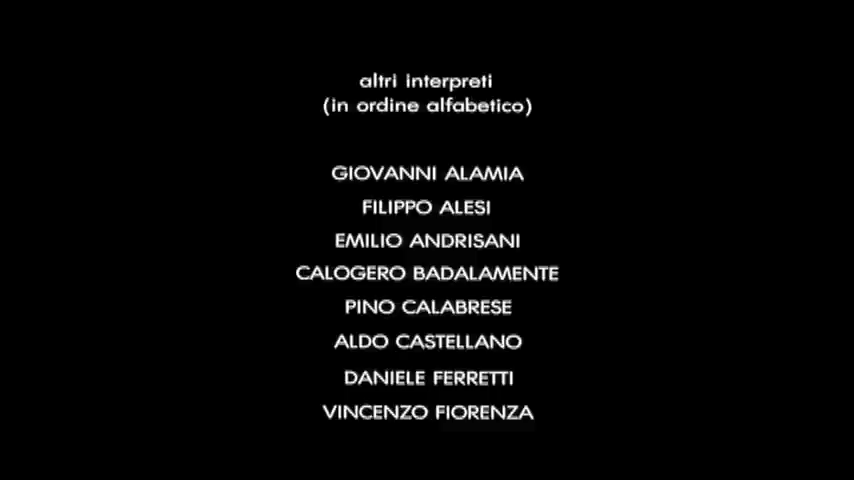 altri interpreti
(in ordine alfabetico)
GIOVANNI ALAMIA
FILIPPO ALESI
EMILIO ANDRISANI
CALOGERO BADALAMENTE
PINO CALABRESE
ALDO CASTELLANO
DANIELE FERRETTI
VINCENZO FIORENZA